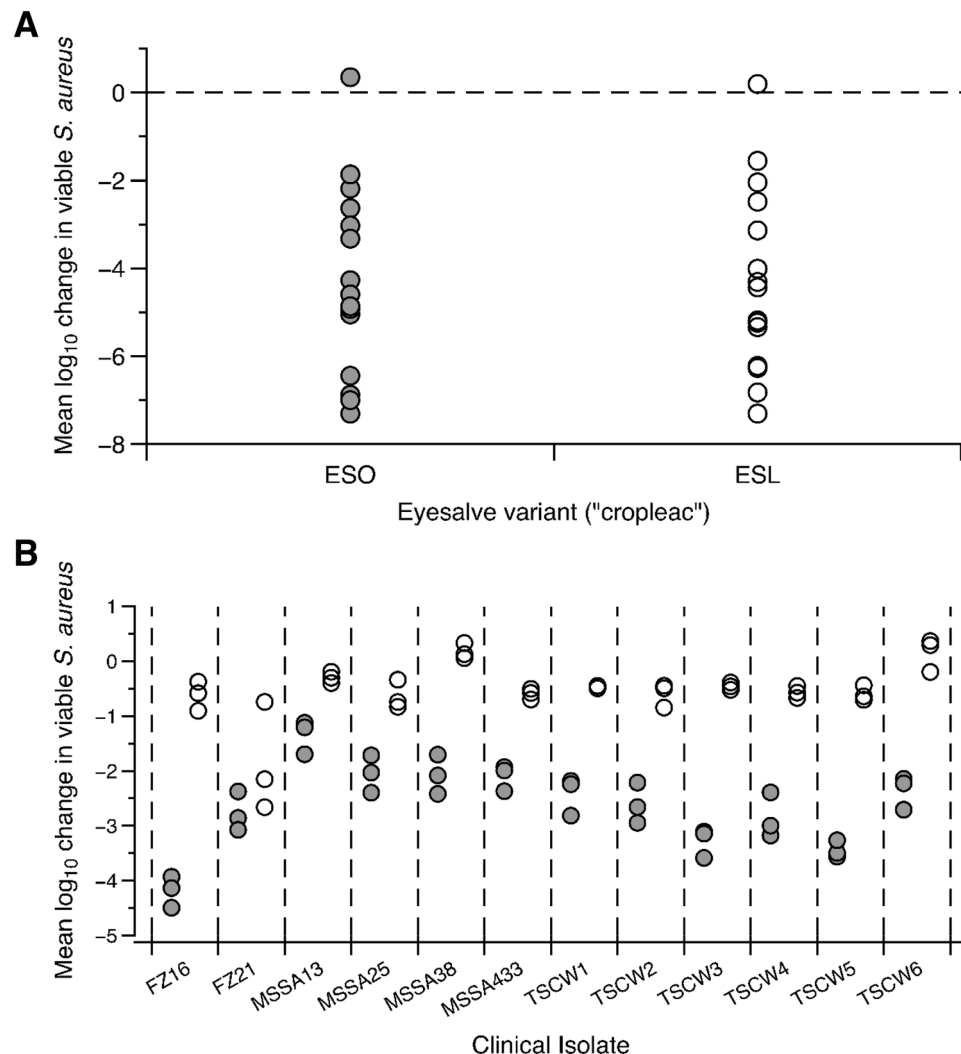 A
Mean log10 change in viable S. aureus
0
−2
−4
−6
−8
ESO ESL
Eyesalve variant ("cropleac")
B
Mean log10 change in viable S. aureus
1
0
−1
−2
−3
−4
−5
FZ16 FZ21 MSSA13 MSSA25 MSSA38 MSSA433 TSCW1 TSCW2 TSCW3 TSCW4 TSCW5 TSCW6
Clinical Isolate